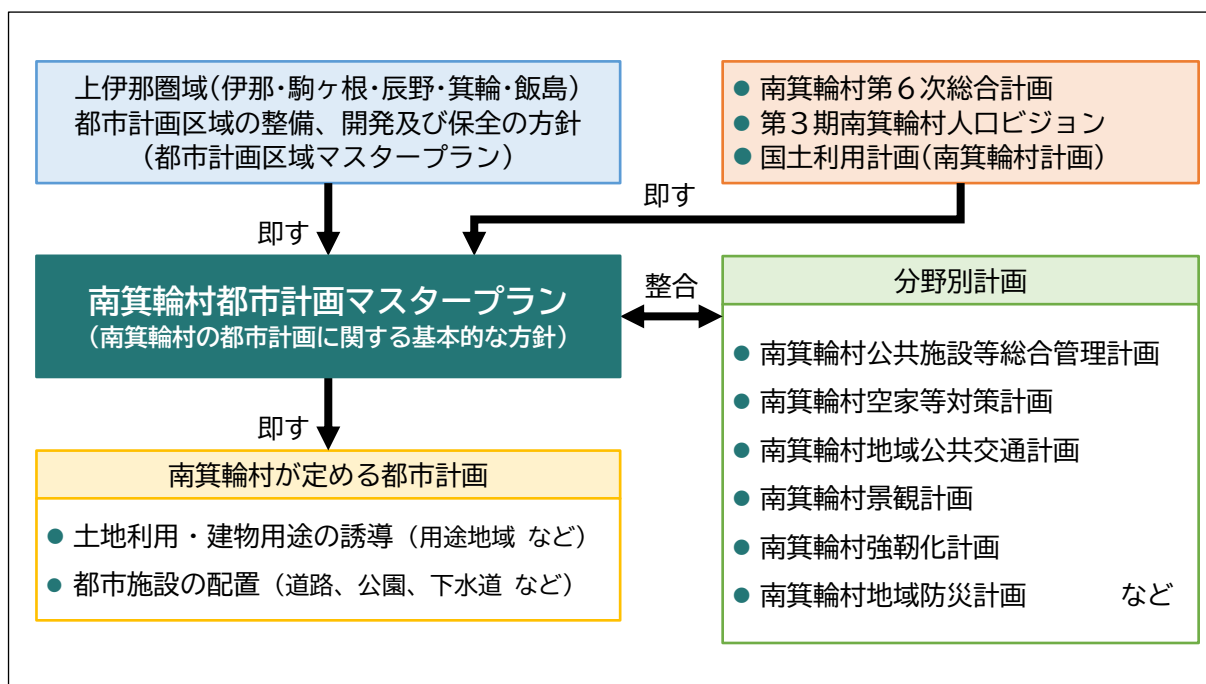 上伊那圏域(伊那・駒ヶ根・辰野・箕輪・飯島)
都市計画区域の整備、開発及び保全の方針
(都市計画区域マスタープラン)
● 南箕輪村第６次総合計画
● 第３期南箕輪村人口ビジョン
● 国土利用計画(南箕輪村計画)
即す
即す
南箕輪村都市計画マスタープラン
(南箕輪村の都市計画に関する基本的な方針)
整合
分野別計画
● 南箕輪村公共施設等総合管理計画
● 南箕輪村空家等対策計画
● 南箕輪村地域公共交通計画
● 南箕輪村景観計画
● 南箕輪村強靭化計画
● 南箕輪村地域防災計画　　など
即す
南箕輪村が定める都市計画
● 土地利用・建物用途の誘導（用途地域 など）
● 都市施設の配置（道路、公園、下水道 など）